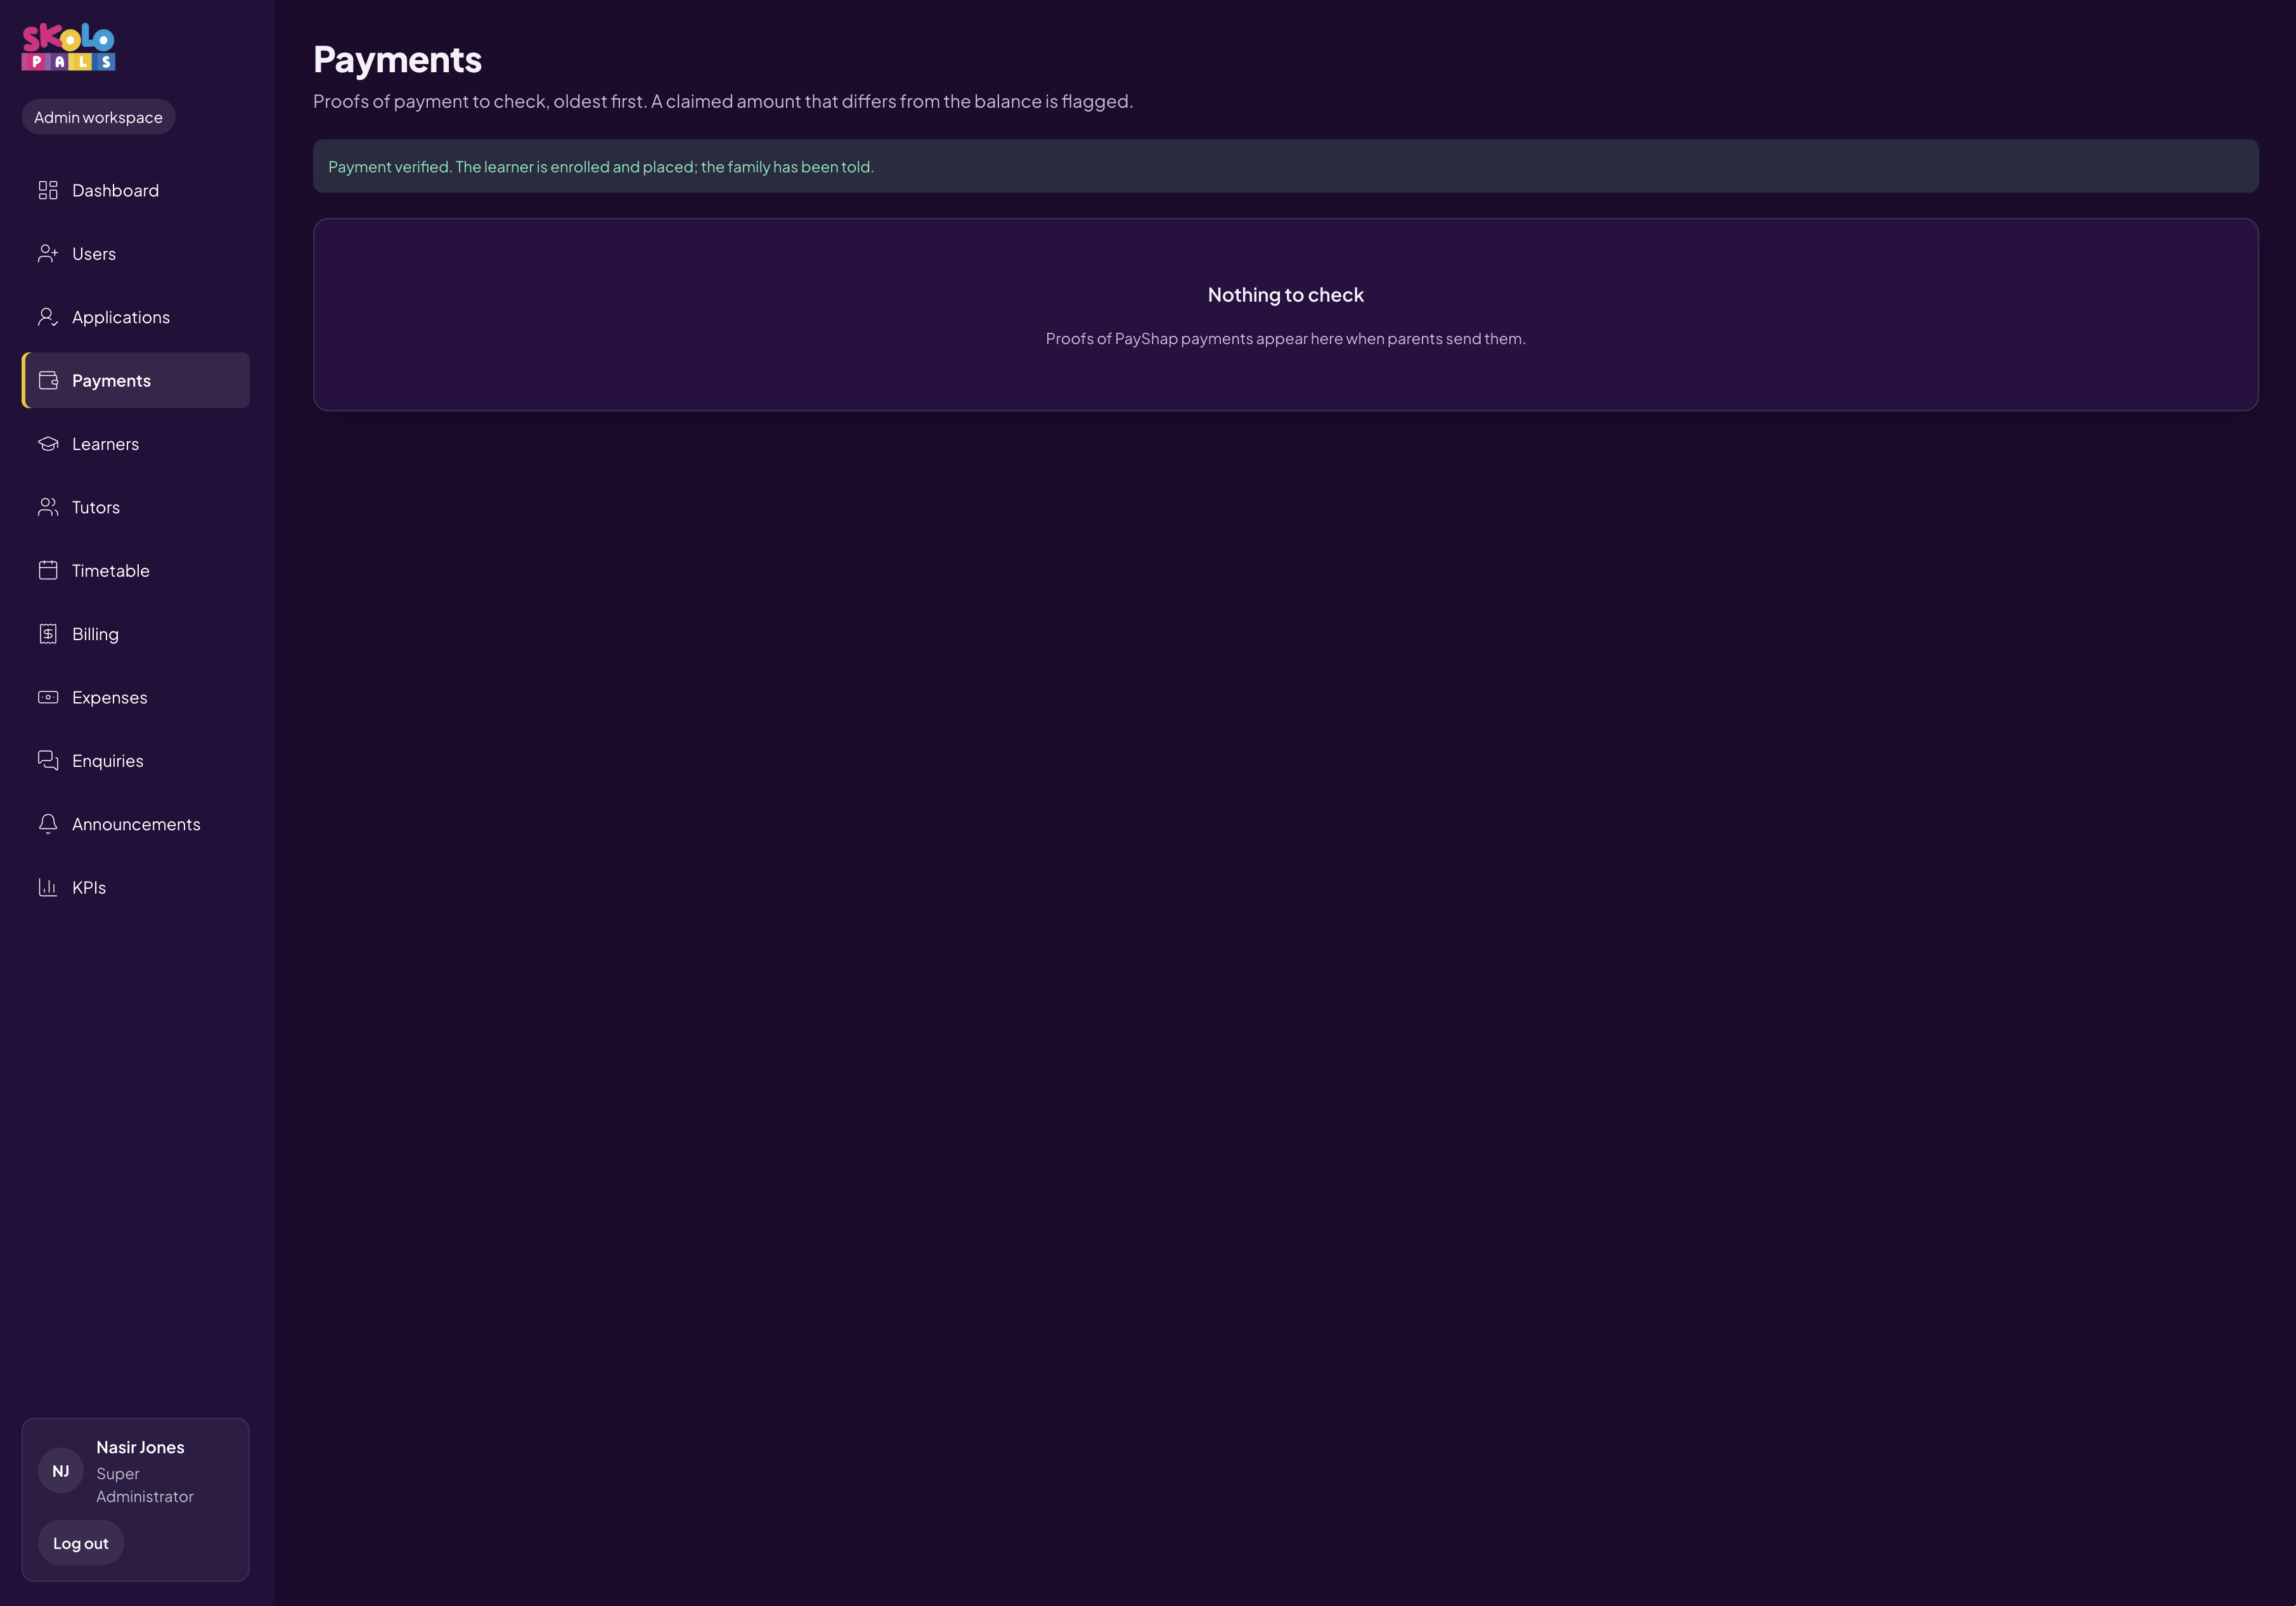 SKOLO
PALS
Admin workspace
Dashboard
Users
Applications
Payments
Learners
Tutors
Timetable
Billing
Expenses
Enquiries
Announcements
KPIs
NJ
Nasir Jones
Super
Administrator
Log out
Payments
Proofs of payment to check, oldest first. A claimed amount that differs from the balance is flagged.
Payment verified. The learner is enrolled and placed; the family has been told.
Nothing to check
Proofs of PayShap payments appear here when parents send them.